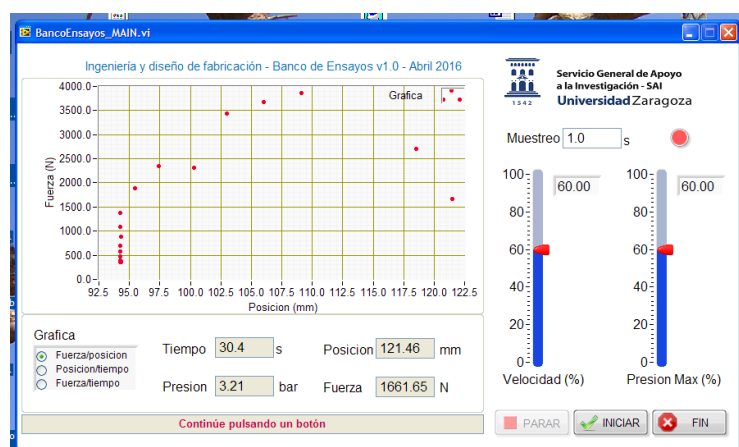 BancoEnsayos_MAIN.vi
Ingeniería y diseño de fabricación - Banco de Ensayos v1.0 - Abril 2016
4000.0
3500.0
3000.0
2500.0
2000.0
1500.0
1000.0
500.0
0.0
Fuerza (N)
Grafica
92.5 95.0 97.5 100.0 102.5 105.0 107.5 110.0 112.5 115.0 117.5 120.0 122.5
Posicion (mm)
1542
Servicio General de Apoyo
a la Investigación - SAI
Universidad Zaragoza
Muestreo 1.0 s
100 60.00
80
60
40
20
0
Velocidad (%)
100 60.00
80
60
40
20
0
Presion Max (%)
Grafica
Fuerza/posicion
Posicion/tiempo
Fuerza/tiempo
Tiempo 30.4 s Posicion 121.46 mm
Presion 3.21 bar Fuerza 1661.65 N
Continúe pulsando un botón
PARAR INICIAR FIN